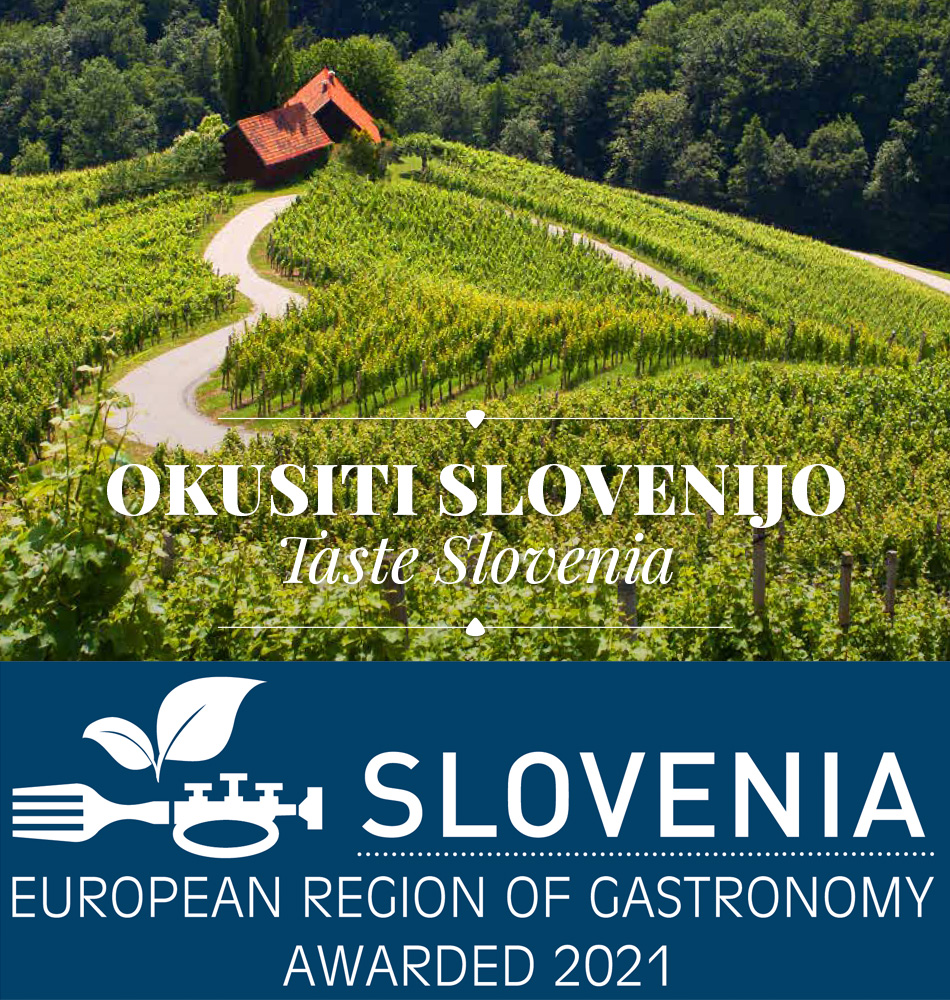 OKUSITI SLOVENIJO
Taste Slovenia
SLOVENIA
EUROPEAN REGION OF GASTRONOMY
AWARDED 2021